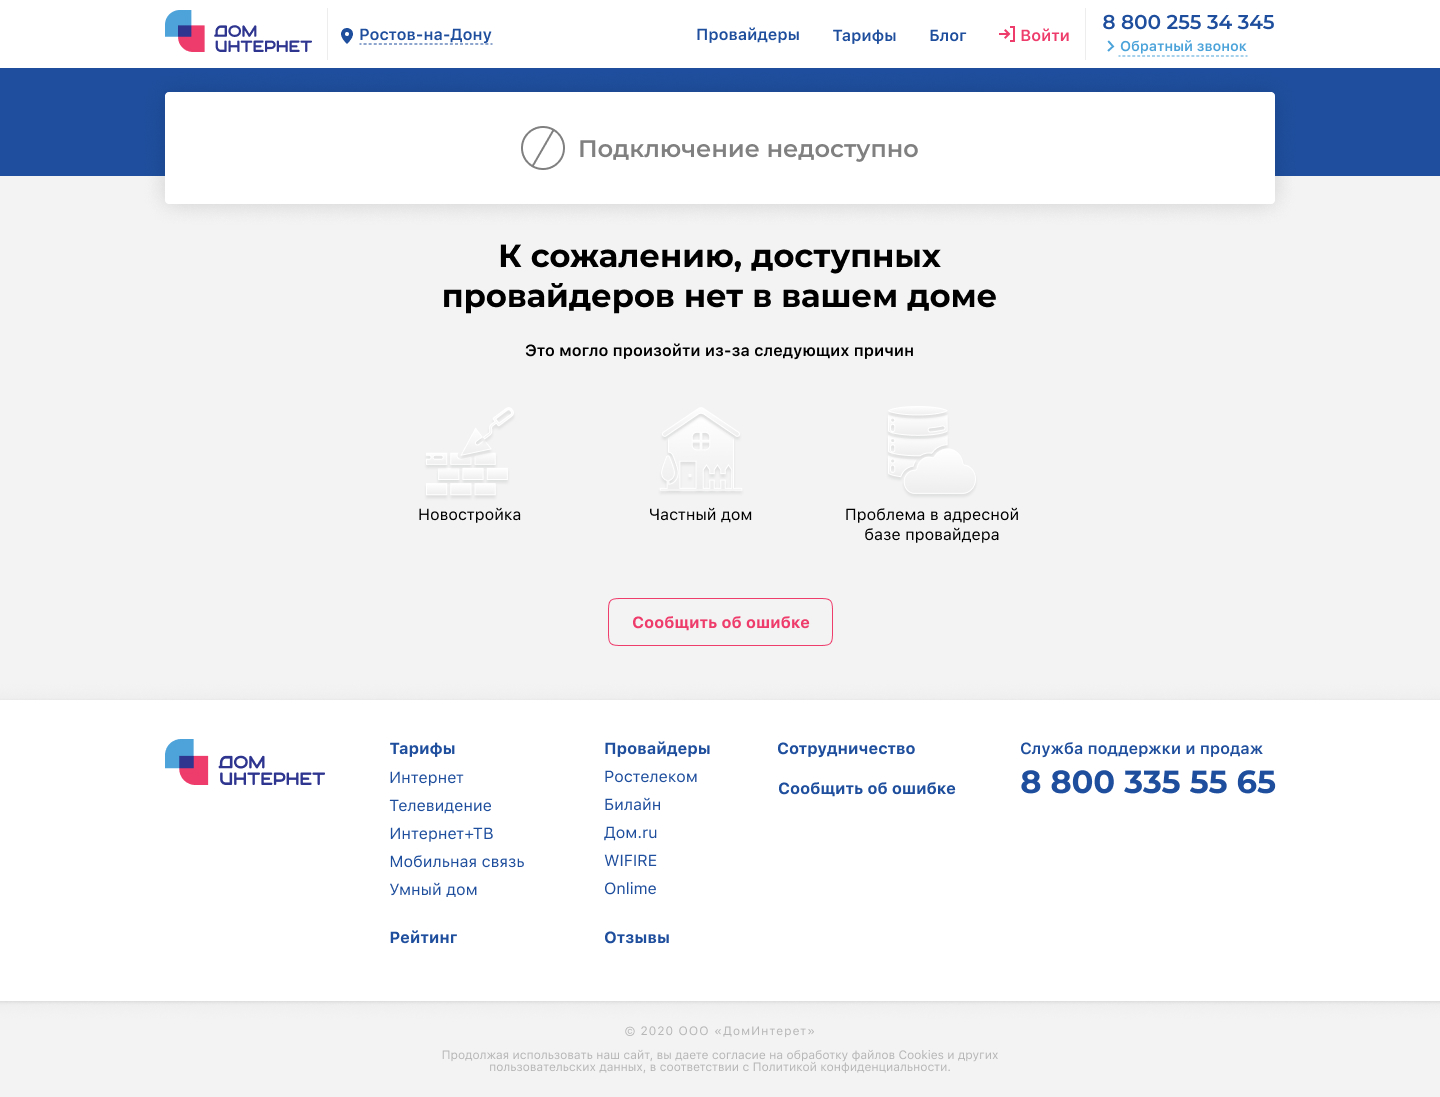 ДОМ
ИНТЕРНЕТ
Ростов-на-Дону
Провайдеры
Тарифы
Блог
Войти
8 800 255 34 345
Обратный звонок
Подключение недоступно
К сожалению, доступных
провайдеров нет в вашем доме
Это могло произойти из-за следующих причин
Новостройка
Частный дом
Проблема в адресной
базе провайдера
Сообщить об ошибке
ДОМ
ИНТЕРНЕТ
Тарифы
Интернет
Телевидение
Интернет+ТВ
Мобильная связь
Умный дом
Рейтинг
Провайдеры
Ростелеком
Билайн
Дом.ru
WIFIRE
Onlime
Отзывы
Сотрудничество
Сообщить об ошибке
Служба поддержки и продаж
8 800 335 55 65
© 2020 ООО «ДомИнтерет»
Продолжая использовать наш сайт, вы даете согласие на обработку файлов Cookies и других
пользовательских данных, в соответствии с Политикой конфиденциальности.